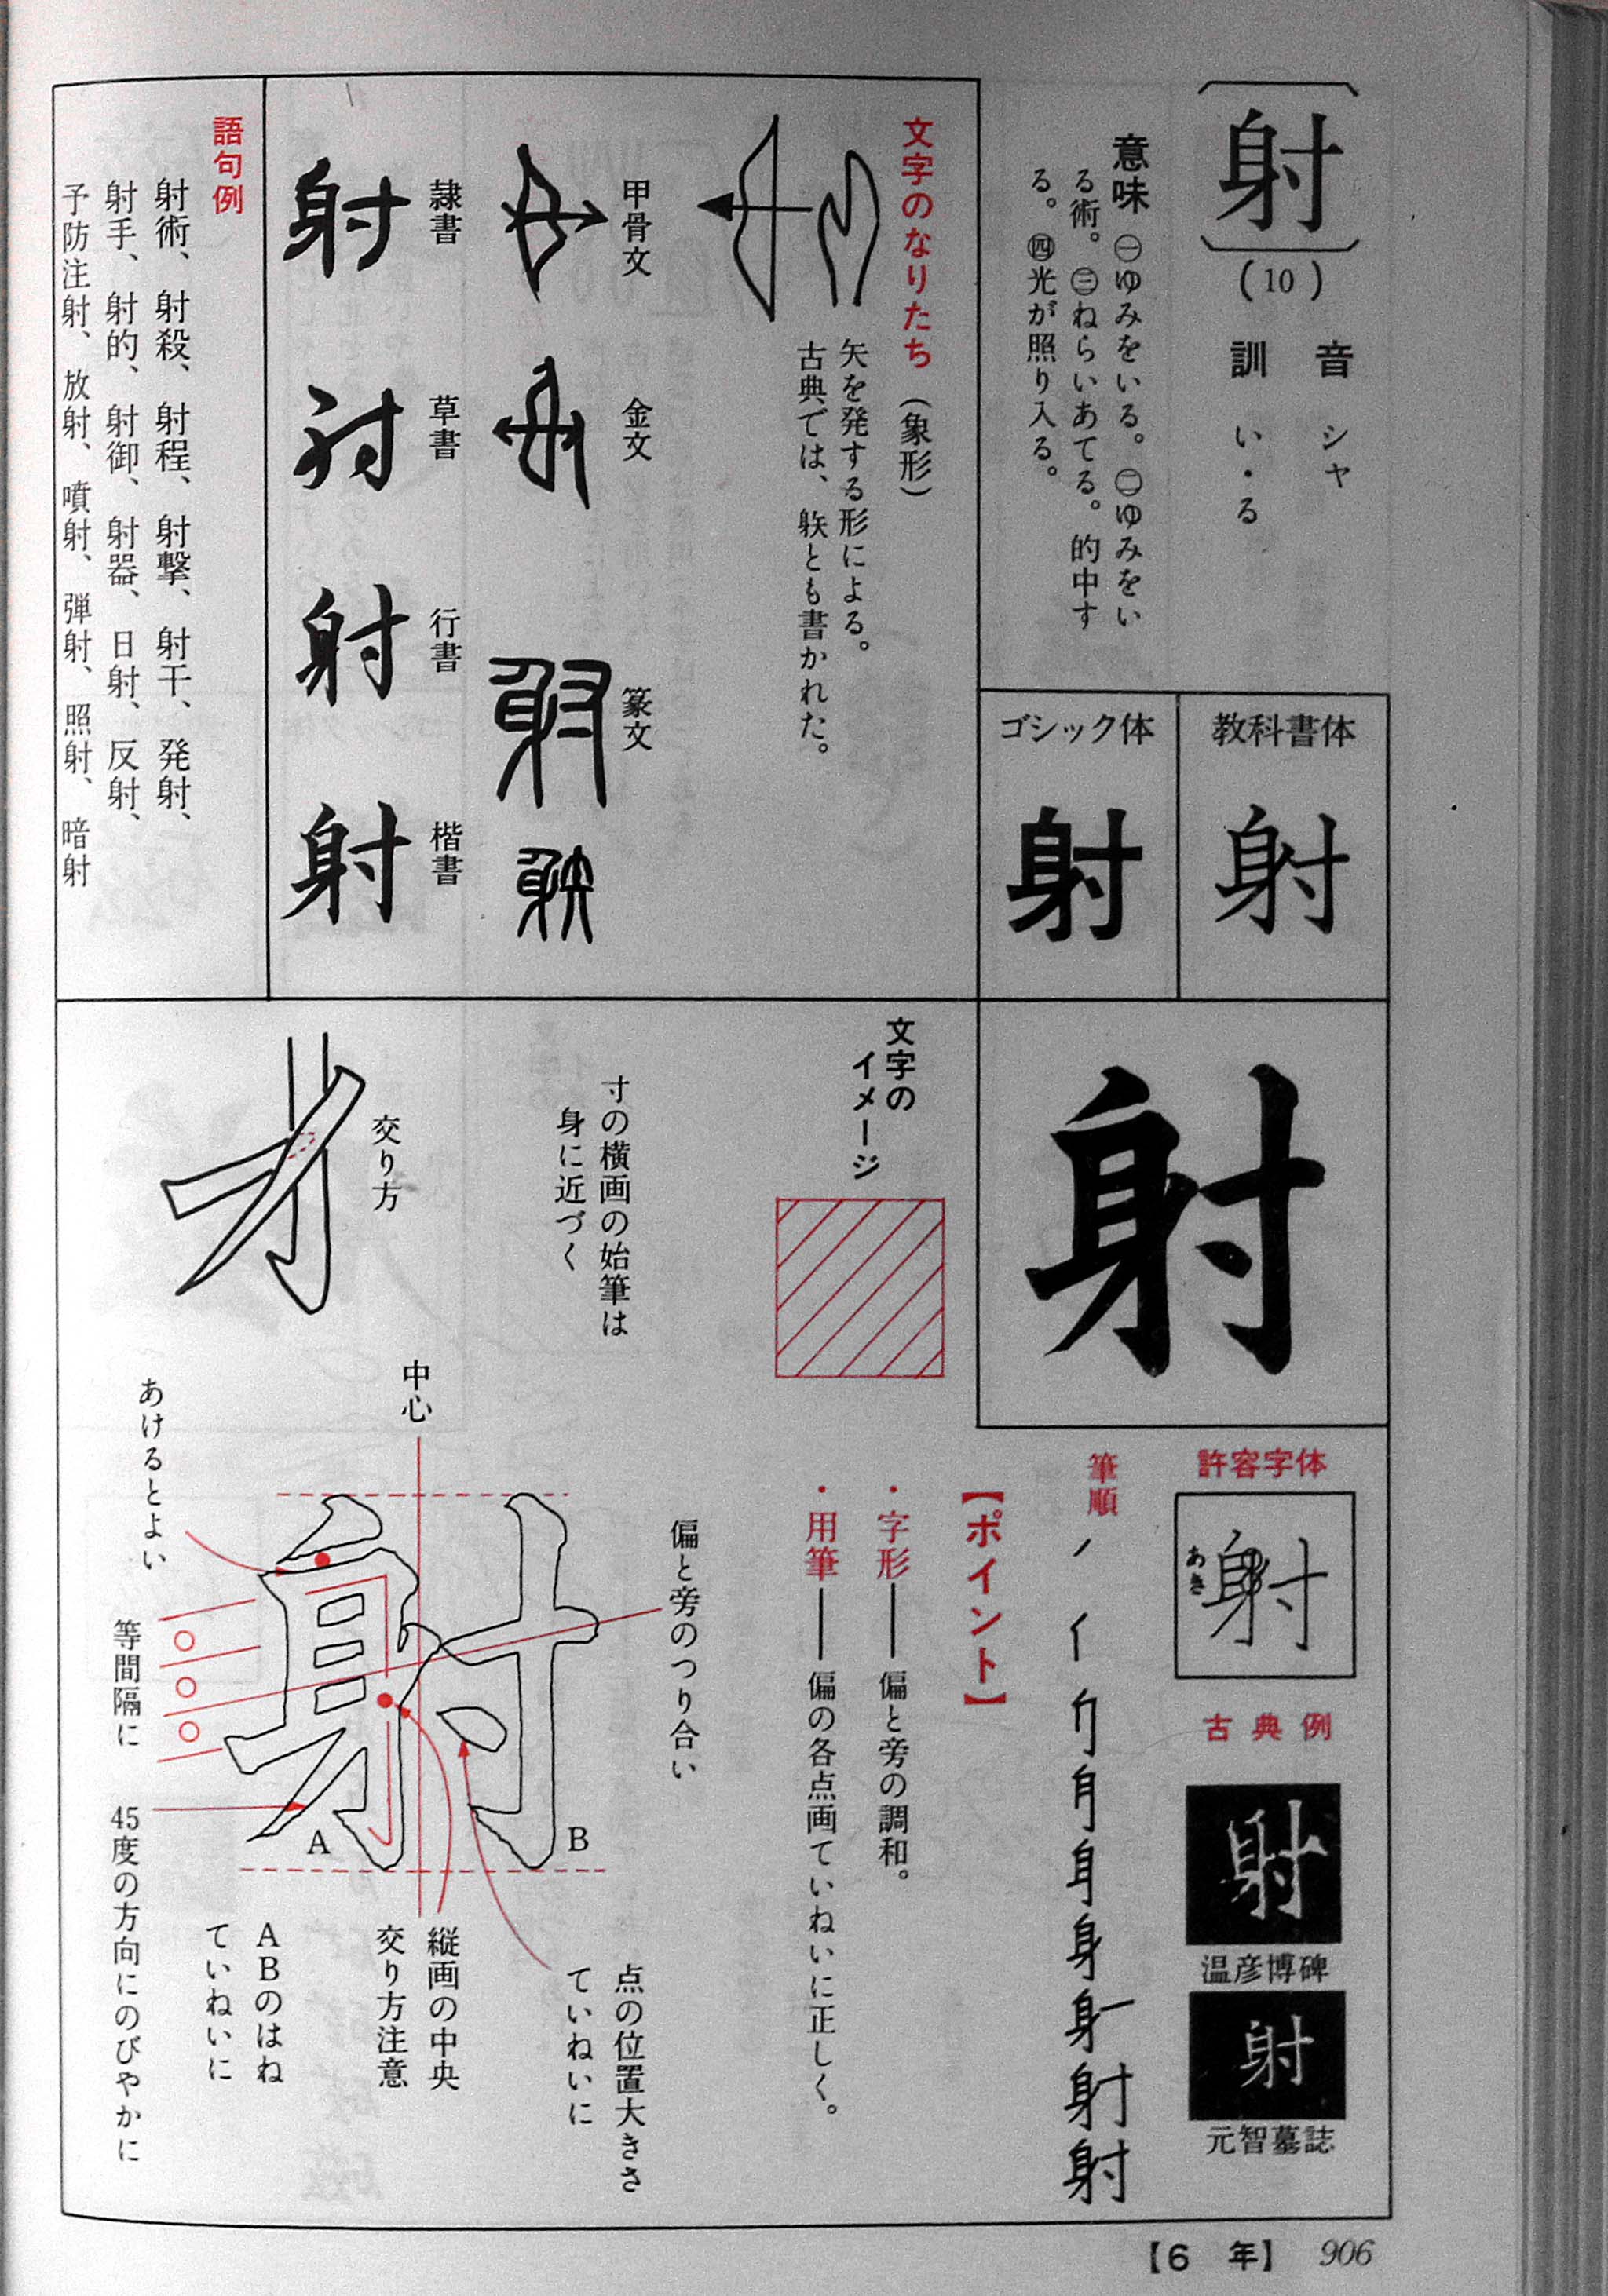 射
(10)
音 シャ
訓 い・る
意味 ㊀ゆみをいる。㊁ゆみをい
る術。㊂ねらいあてる。的中す
る。㊃光が照り入る。
教科書体
射
ゴシック体
射
文字のなりたち(象形)
矢を発する形による。
古典では、躲とも書かれた。
甲骨文
金文
篆文
隷書
射
草書
射
行書
射
楷書
射
語句例
射術、射殺、射程、射撃、射干、発射、
射手、射的、射御、射器、日射、反射、
予防注射、放射、噴射、弾射、照射、暗射
射
許容字体
射
あき
古典例
射
温彦博碑
射
元智墓誌
筆順
射
文字の
イメージ
【ポイント】
・字形――偏と旁の調和。
・用筆――偏の各点画ていねいに正しく。
寸の横画の始筆は
身に近づく
交り方
偏と旁のつり合い
中心
あけるとよい
等間隔に
45度の方向にのびやかに
A
B
点の位置大きさ
ていねいに
縦画の中央
交り方注意
ABのはね
ていねいに
【6年】 906